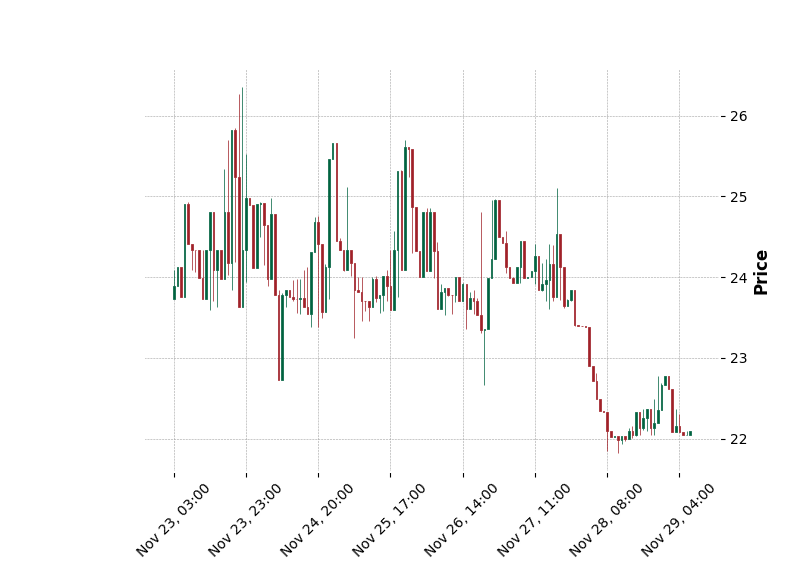 26
25
24
23
22
Price
Nov 23, 03:00
Nov 23, 23:00
Nov 24, 20:00
Nov 25, 17:00
Nov 26, 14:00
Nov 27, 11:00
Nov 28, 08:00
Nov 29, 04:00